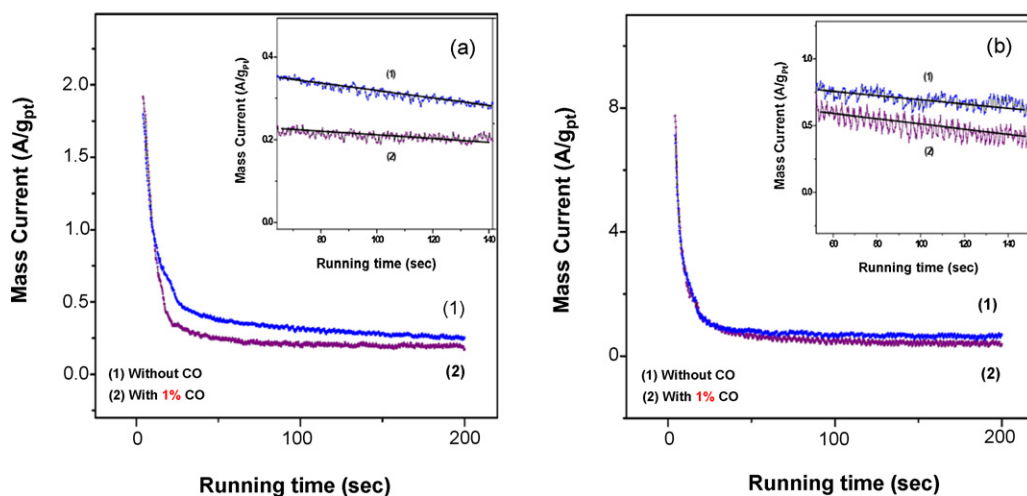 (a)
Mass Current (A/gpt)
2.0
1.5
1.0
0.5
0.0
0
100
200
Running time (sec)
(1)
(2)
(1) Without CO
(2) With 1% CO
Mass Current (A/gPt)
0.4
0.2
0.0
80
100
120
140
Running time (sec)
(1)
(2)
(b)
Mass Current (A/gpt)
8
4
0
0
100
200
Running time (sec)
(1)
(2)
(1) Without CO
(2) With 1% CO
Mass Current (A/gPt)
1.0
0.5
0.0
60
80
100
120
140
Running time (sec)
(1)
(2)